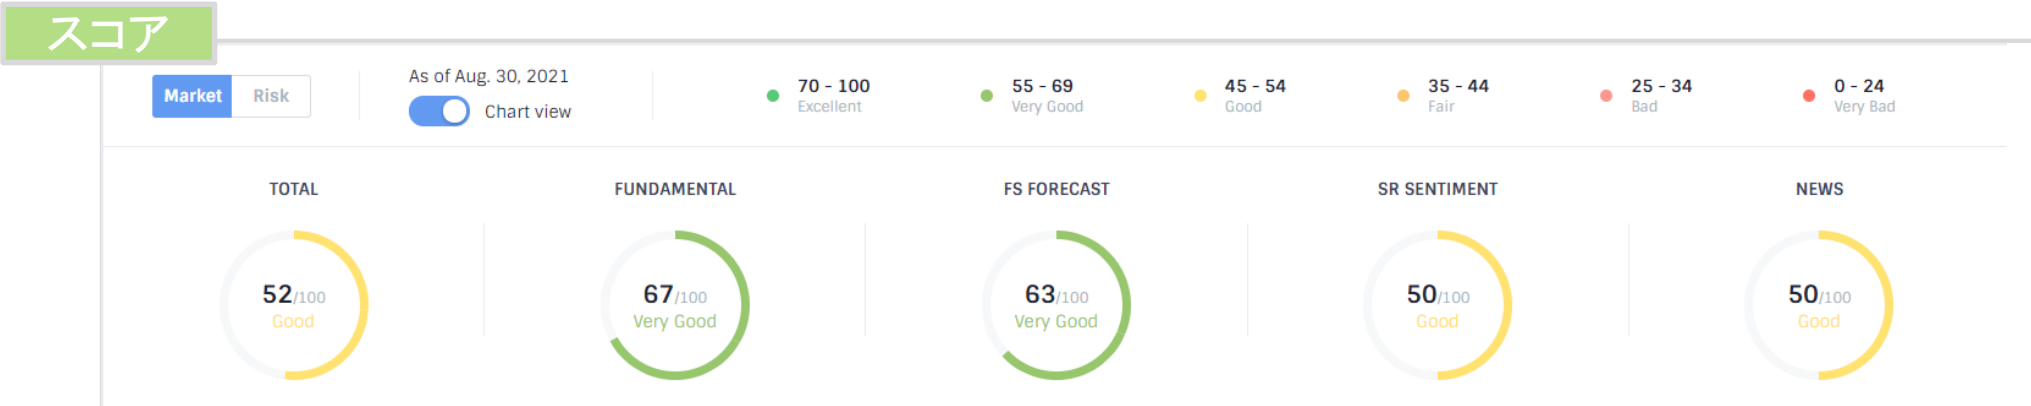 スコア
Market Risk
As of Aug. 30, 2021
Chart view
70 - 100
Excellent
55 - 69
Very Good
45 - 54
Good
35 - 44
Fair
25 - 34
Bad
0 - 24
Very Bad
TOTAL
52/100
Good
FUNDAMENTAL
67/100
Very Good
FS FORECAST
63/100
Very Good
SR SENTIMENT
50/100
Good
NEWS
50/100
Good